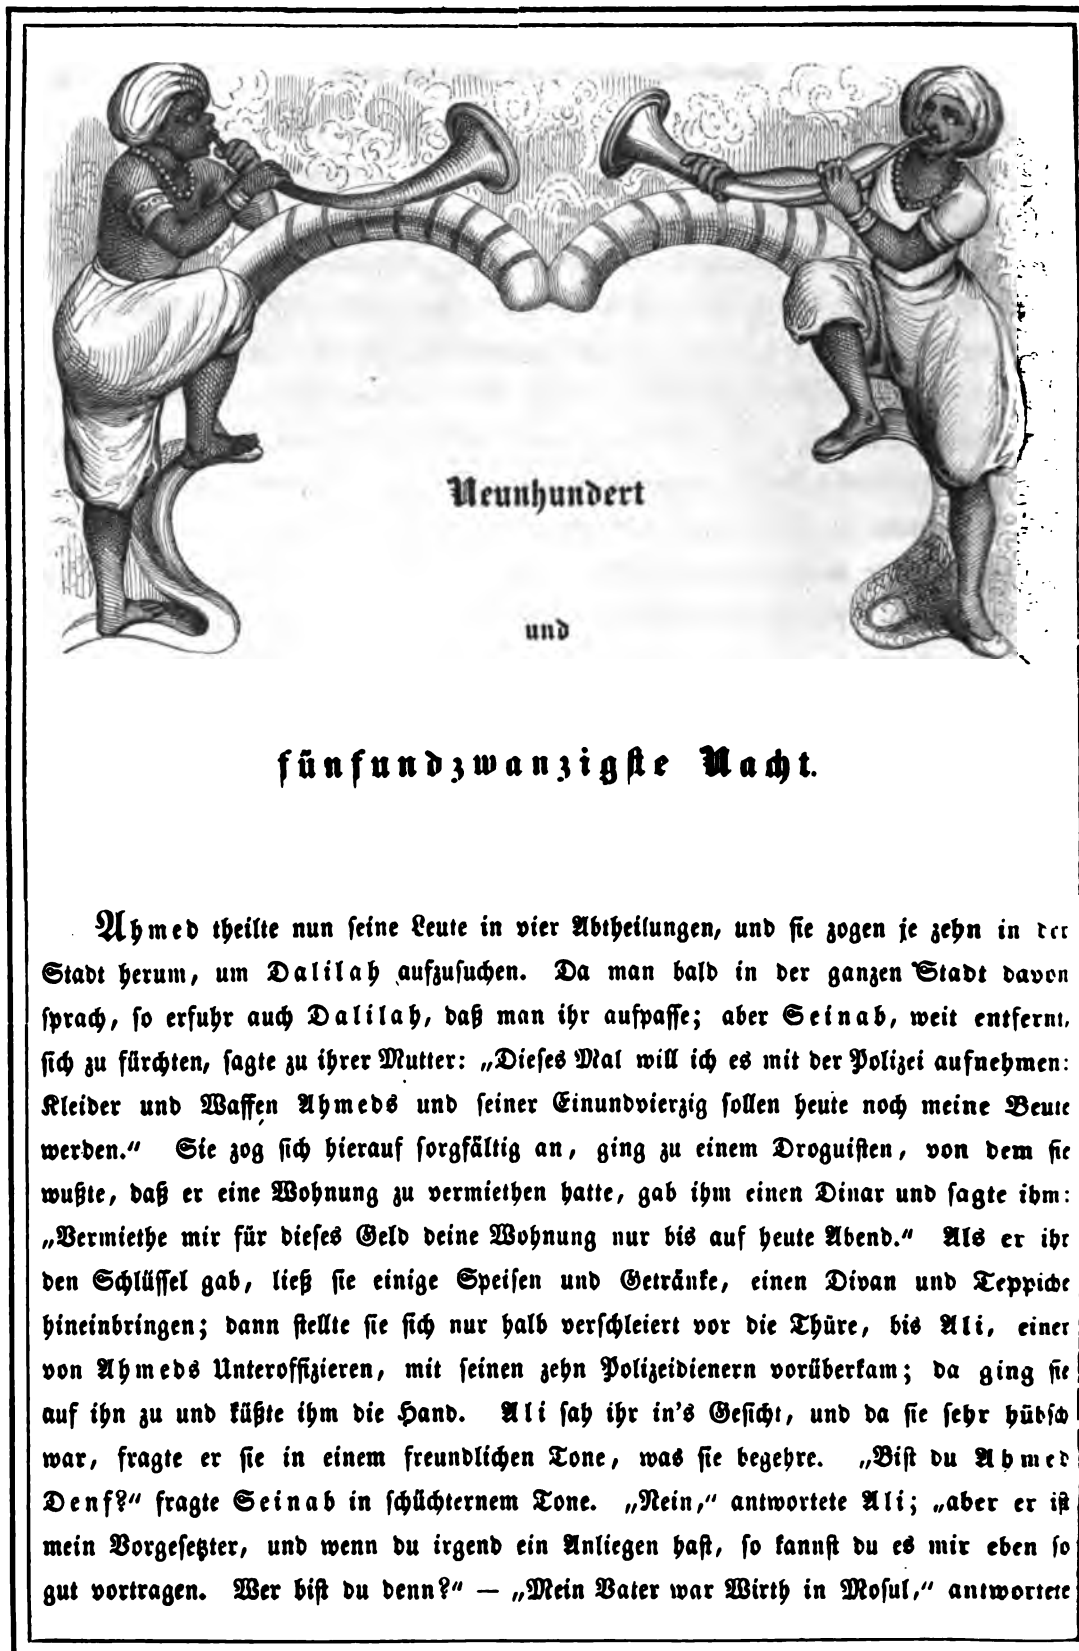 Neunhundert
und
fünfundzwanzigste Nacht.
Ahmed theilte nun seine Leute in vier Abtheilungen, und sie zogen je zehn in der
Stadt herum, um Dalilah aufzusuchen. Da man bald in der ganzen Stadt davon
sprach, so erfuhr auch Dalilah, daß man ihr aufpasse; aber Seinab, weit entfernt,
sich zu fürchten, sagte zu ihrer Mutter: „Dieses Mal will ich es mit der Polizei aufnehmen:
Kleider und Waffen Ahmeds und seiner Einundvierzig sollen heute noch meine Beute
werden.“ Sie zog sich hierauf sorgfältig an, ging zu einem Droguisten, von dem sie
wußte, daß er eine Wohnung zu vermiethen hatte, gab ihm einen Dinar und sagte ihm:
„Vermiethe mir für dieses Geld deine Wohnung nur bis auf heute Abend.“ Als er ihr
den Schlüssel gab, ließ sie einige Speisen und Getränke, einen Divan und Teppiche
hineinbringen; dann stellte sie sich nur halb verschleiert vor die Thüre, bis Ali, einer
von Ahmeds Unteroffizieren, mit seinen zehn Polizeidienern vorüberkam; da ging sie
auf ihn zu und küßte ihm die Hand. Ali sah ihr in's Gesicht, und da sie sehr hübsch
war, fragte er sie in einem freundlichen Tone, was sie begehre. „Bist du Ahmed
Denf?“ fragte Seinab in schüchternem Tone. „Nein,“ antwortete Ali; „aber er ist
mein Vorgesetzter, und wenn du irgend ein Anliegen hast, so kannst du es mir eben so
gut vortragen. Wer bist du denn?“ — „Mein Vater war Wirth in Mosul,“ antwortete